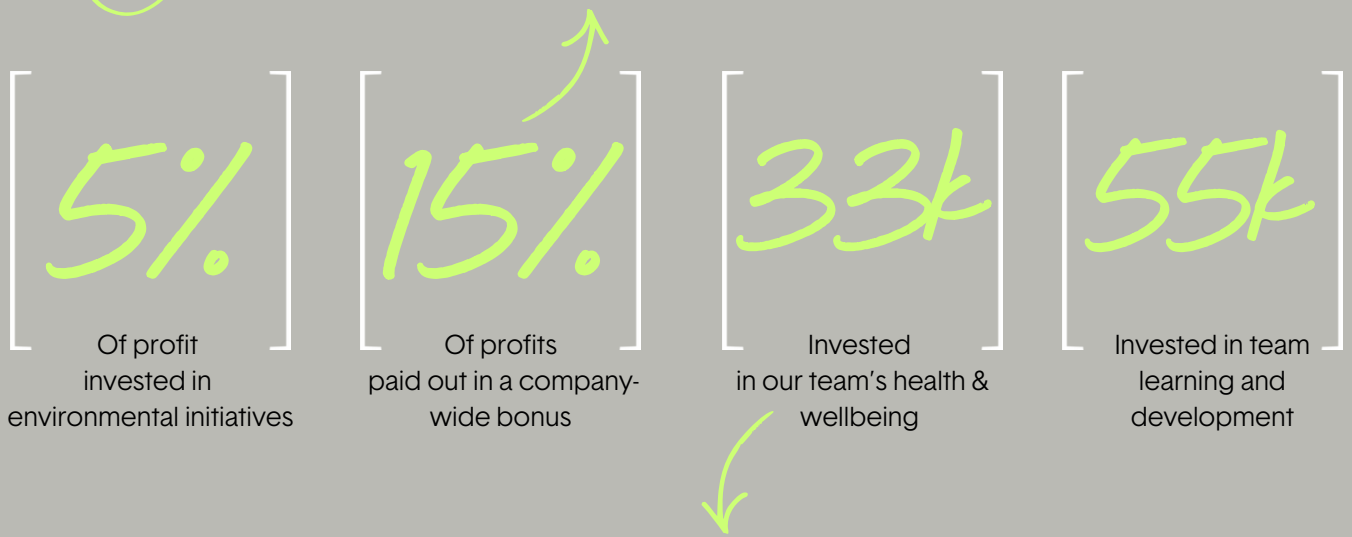 5%
Of profit
invested in
environmental initiatives
15%
Of profits
paid out in a company-
wide bonus
33k
Invested
in our team's health &
wellbeing
55k
Invested in team
learning and
development